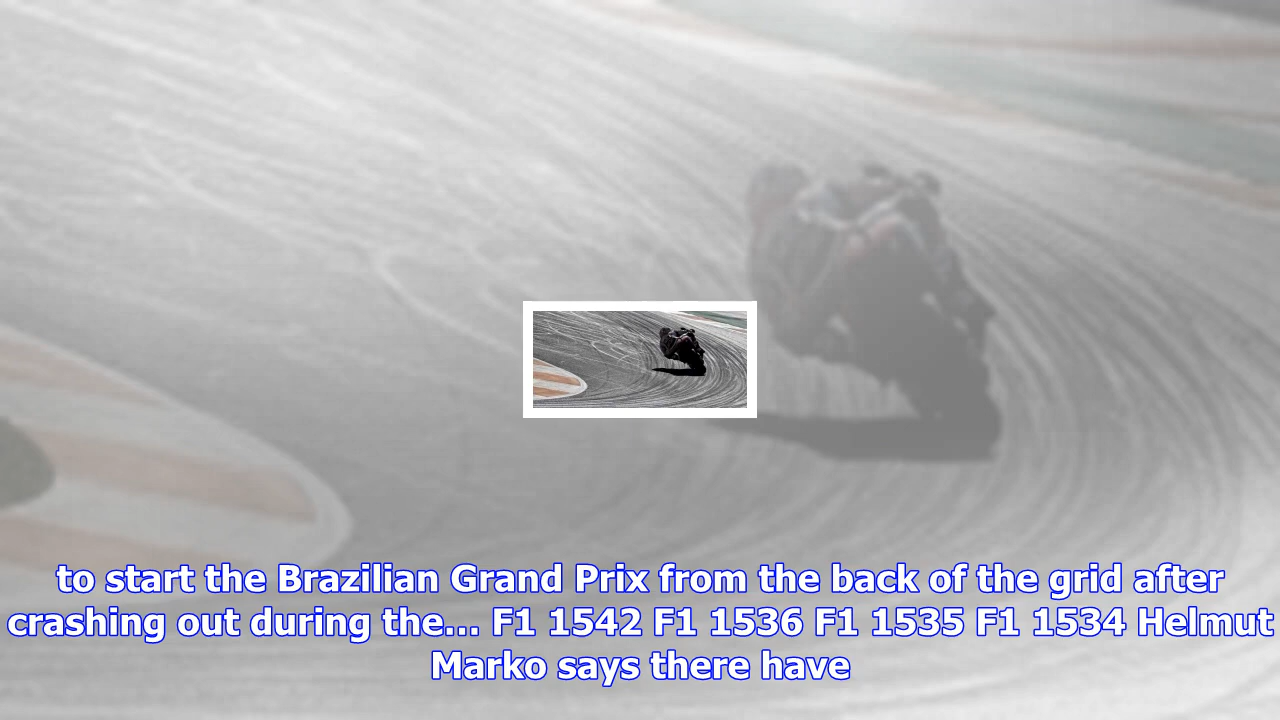 to start the Brazilian Grand Prix from the back of the grid after
crashing out during the... F1 1542 F1 1536 F1 1535 F1 1534 Helmut
Marko says there have